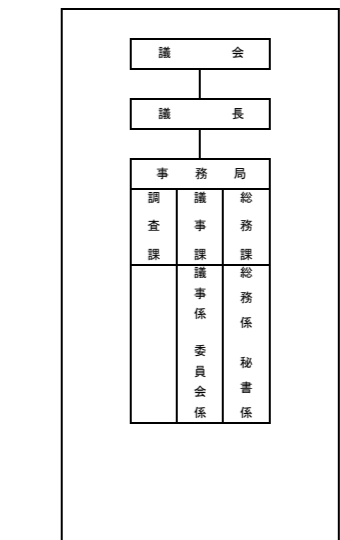 議会
議長
事務局
総務課
議事課
調査課
総務係 秘書係
議事係 委員会係